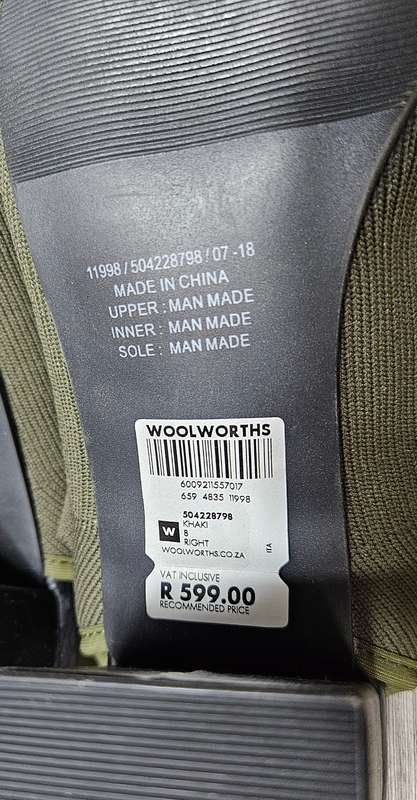 11998 / 504228798 / 07 -18
MADE IN CHINA
UPPER : MAN MADE
INNER : MAN MADE
SOLE : MAN MADE
WOOLWORTHS
6009211557017
659 4835 11998
504228798
KHAKI
W
8
RIGHT
WOOLWORTHS.CO.ZA
ITA
VAT INCLUSIVE
R 599.00
RECOMMENDED PRICE